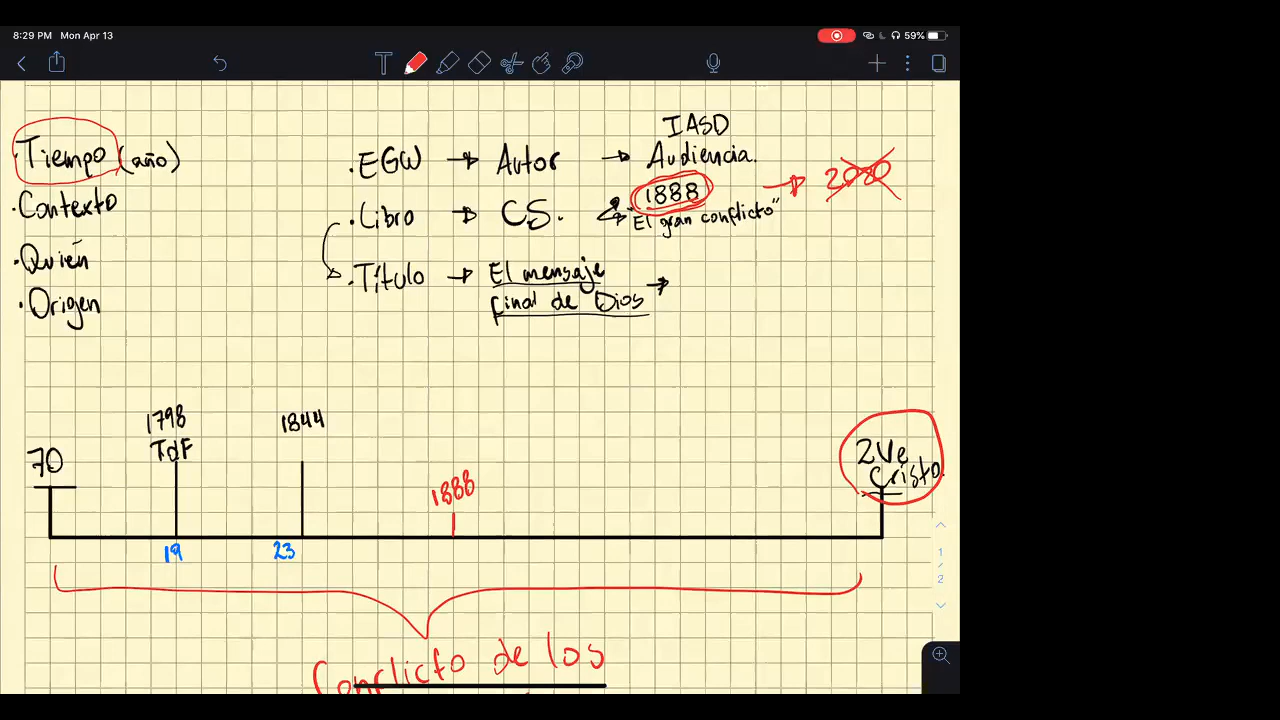 8:29 PM Mon Apr 13
59%
Tiempo (año)
·Contexto
·Quién
·Origen
IASD
·EGW → Autor → Audiencia.
1888 → 2020
·Libro → CS. "El gran conflicto"
·Título → El mensaje
final de Dios →
70
1798
TdF
1844
1888
2Ve
Cristo
19
23
1
/
2
Conflicto de los